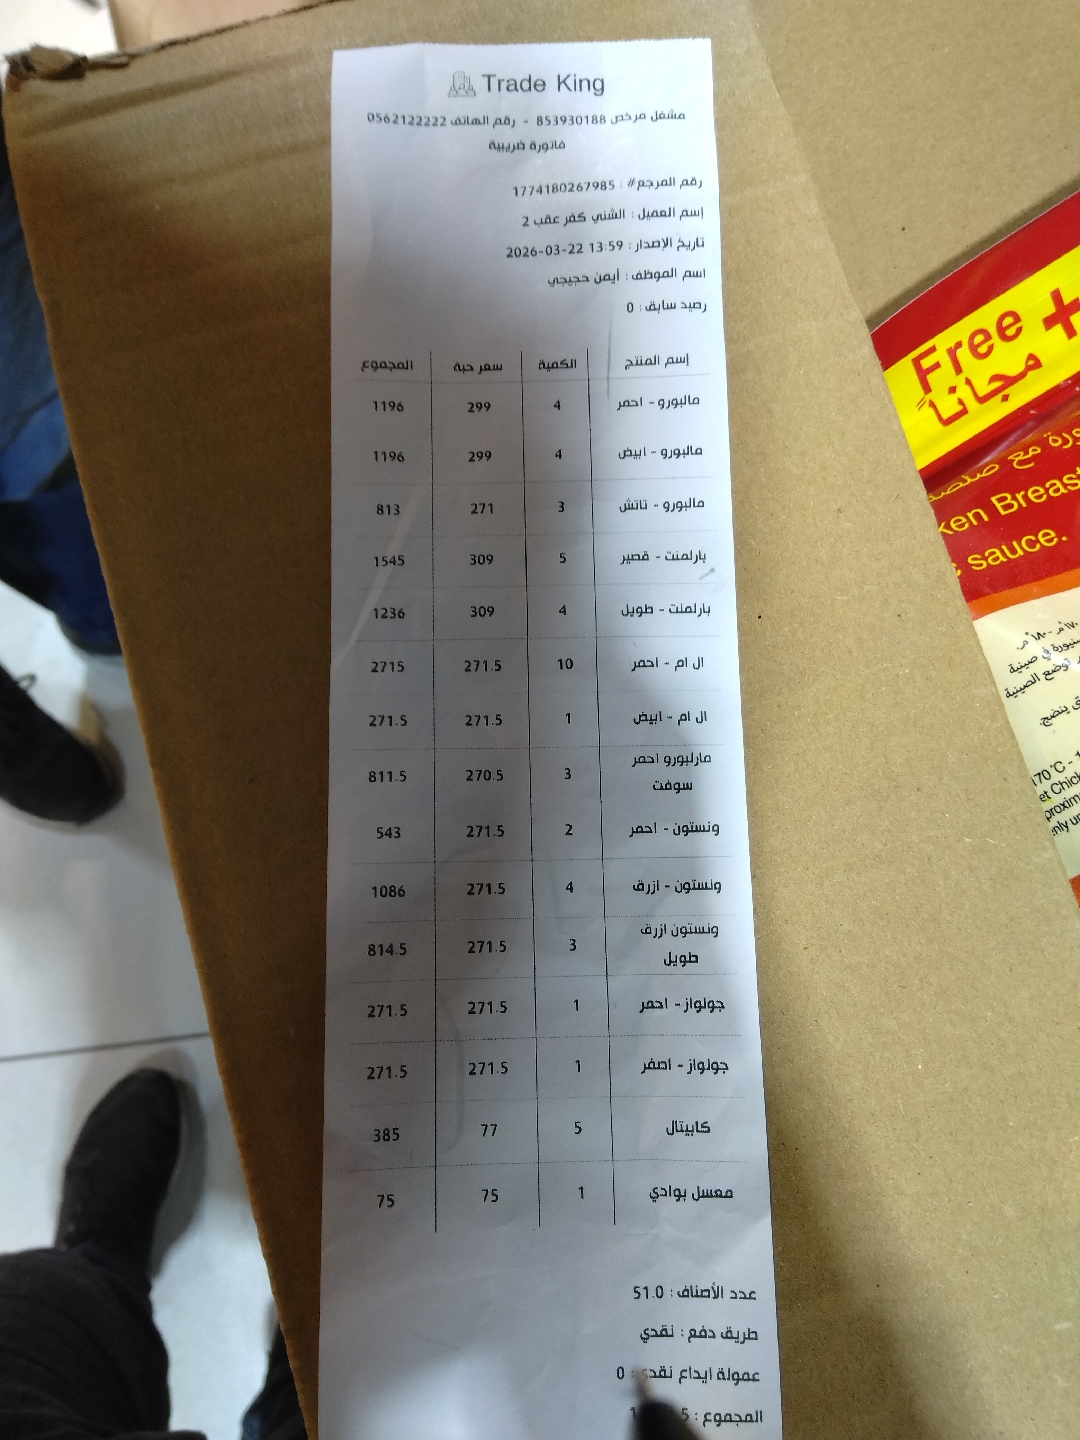 Trade King
مشغل مرخص 853930188 - رقم الهاتف 0562122222
فاتورة ضريبية
رقم المرجع# : 1774180267985
إسم العميل : الشني كفر عقب 2
تاريخ الإصدار : 13:59 2026-03-22
اسم الموظف : أيمن حجيجي
رصيد سابق : 0
إسم المنتج الكمية سعر حبة المجموع
مالبورو - احمر 4 299 1196
مالبورو - ابيض 4 299 1196
مالبورو - تاتش 3 271 813
بارلمنت - قصير 5 309 1545
بارلمنت - طويل 4 309 1236
ال ام - احمر 10 271.5 2715
ال ام - ابيض 1 271.5 271.5
مارلبورو احمر سوفت 3 270.5 811.5
ونستون - احمر 2 271.5 543
ونستون - ازرق 4 271.5 1086
ونستون ازرق طويل 3 271.5 814.5
جولواز - احمر 1 271.5 271.5
جولواز - اصفر 1 271.5 271.5
كابيتال 5 77 385
معسل بوادي 1 75 75
عدد الأصناف : 51.0
طريق دفع : نقدي
عمولة ايداع نقدي : 0
المجموع :
Free +
مجاناً
sauce.